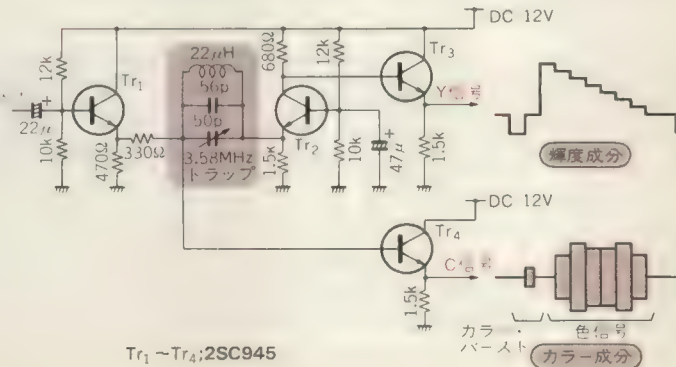 DC 12V
12k
Tr₁
22μ
10k
470Ω
330Ω
22μH
56p
50p
3.58MHz
トラップ
680Ω
12k
Tr₂
1.5k
10k
47μ
Tr₃
1.5k
輝度成分
DC 12V
Tr₄
1.5k
カラー・
バースト
色信号
カラー成分
Tr₁～Tr₄;2SC945